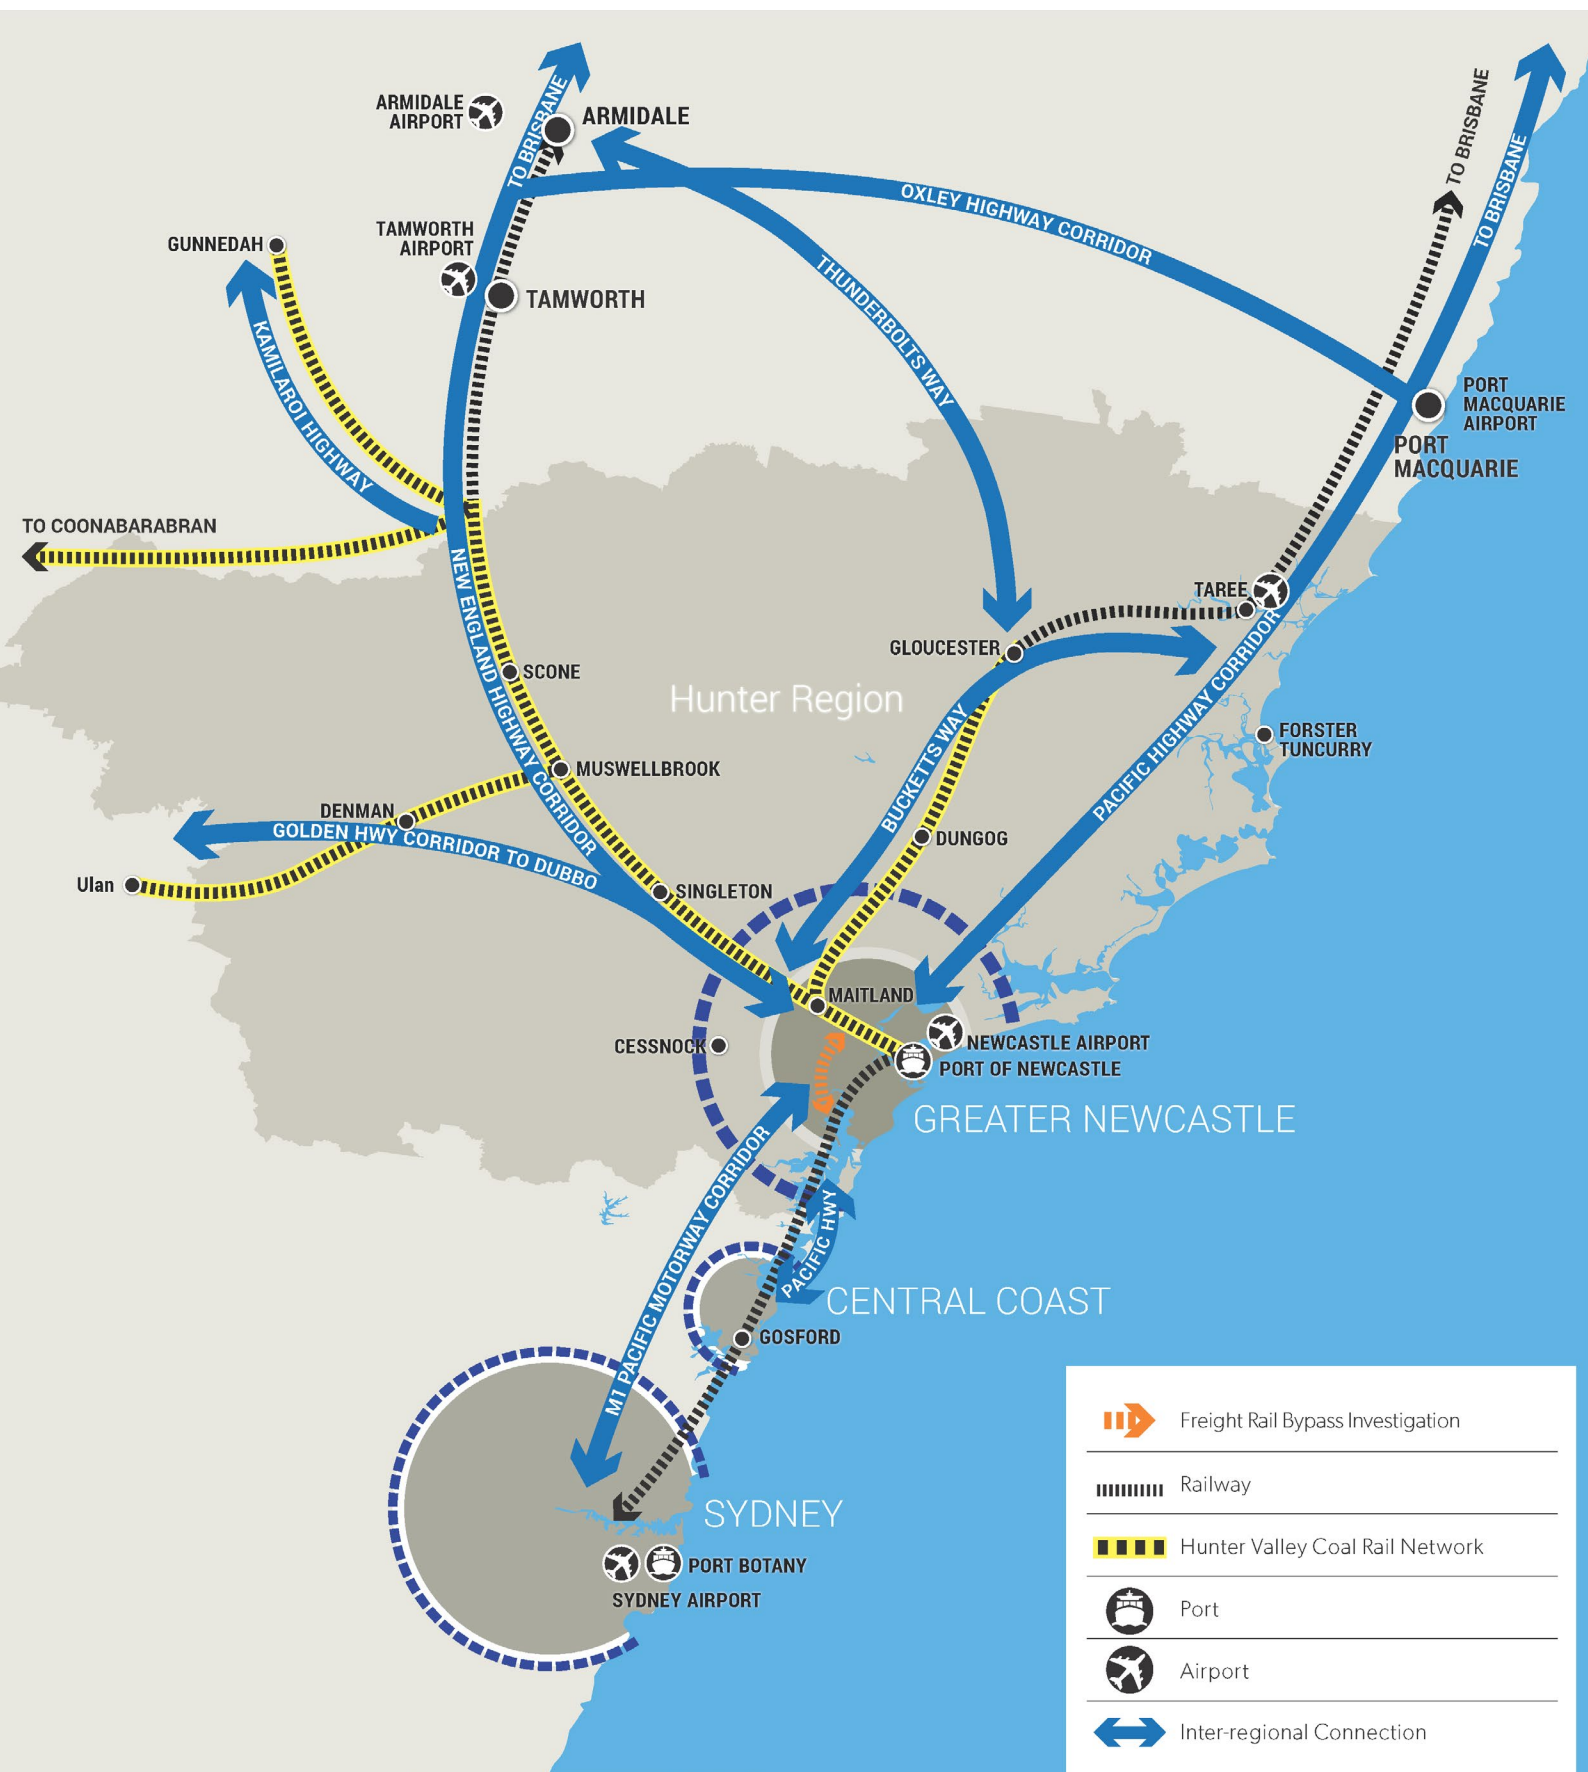 TO BRISBANE
ARMIDALE
AIRPORT
ARMIDALE
TO BRISBANE
TO BRISBANE
OXLEY HIGHWAY CORRIDOR
TAMWORTH
AIRPORT
GUNNEDAH
TAMWORTH
THUNDERBOLTS WAY
KAMILAROI HIGHWAY
PORT
MACQUARIE
AIRPORT
PORT
MACQUARIE
TO COONABARABRAN
NEW ENGLAND HIGHWAY CORRIDOR
TAREE
GLOUCESTER
SCONE
Hunter Region
PACIFIC HIGHWAY CORRIDOR
BUCKETTS WAY
FORSTER
TUNCURRY
MUSWELLBROOK
DENMAN
GOLDEN HWY CORRIDOR TO DUBBO
DUNGOG
Ulan
SINGLETON
MAITLAND
CESSNOCK
NEWCASTLE AIRPORT
PORT OF NEWCASTLE
GREATER NEWCASTLE
M1 PACIFIC MOTORWAY CORRIDOR
PACIFIC HWY
CENTRAL COAST
GOSFORD
SYDNEY
PORT BOTANY
SYDNEY AIRPORT
Freight Rail Bypass Investigation
Railway
Hunter Valley Coal Rail Network
Port
Airport
Inter-regional Connection